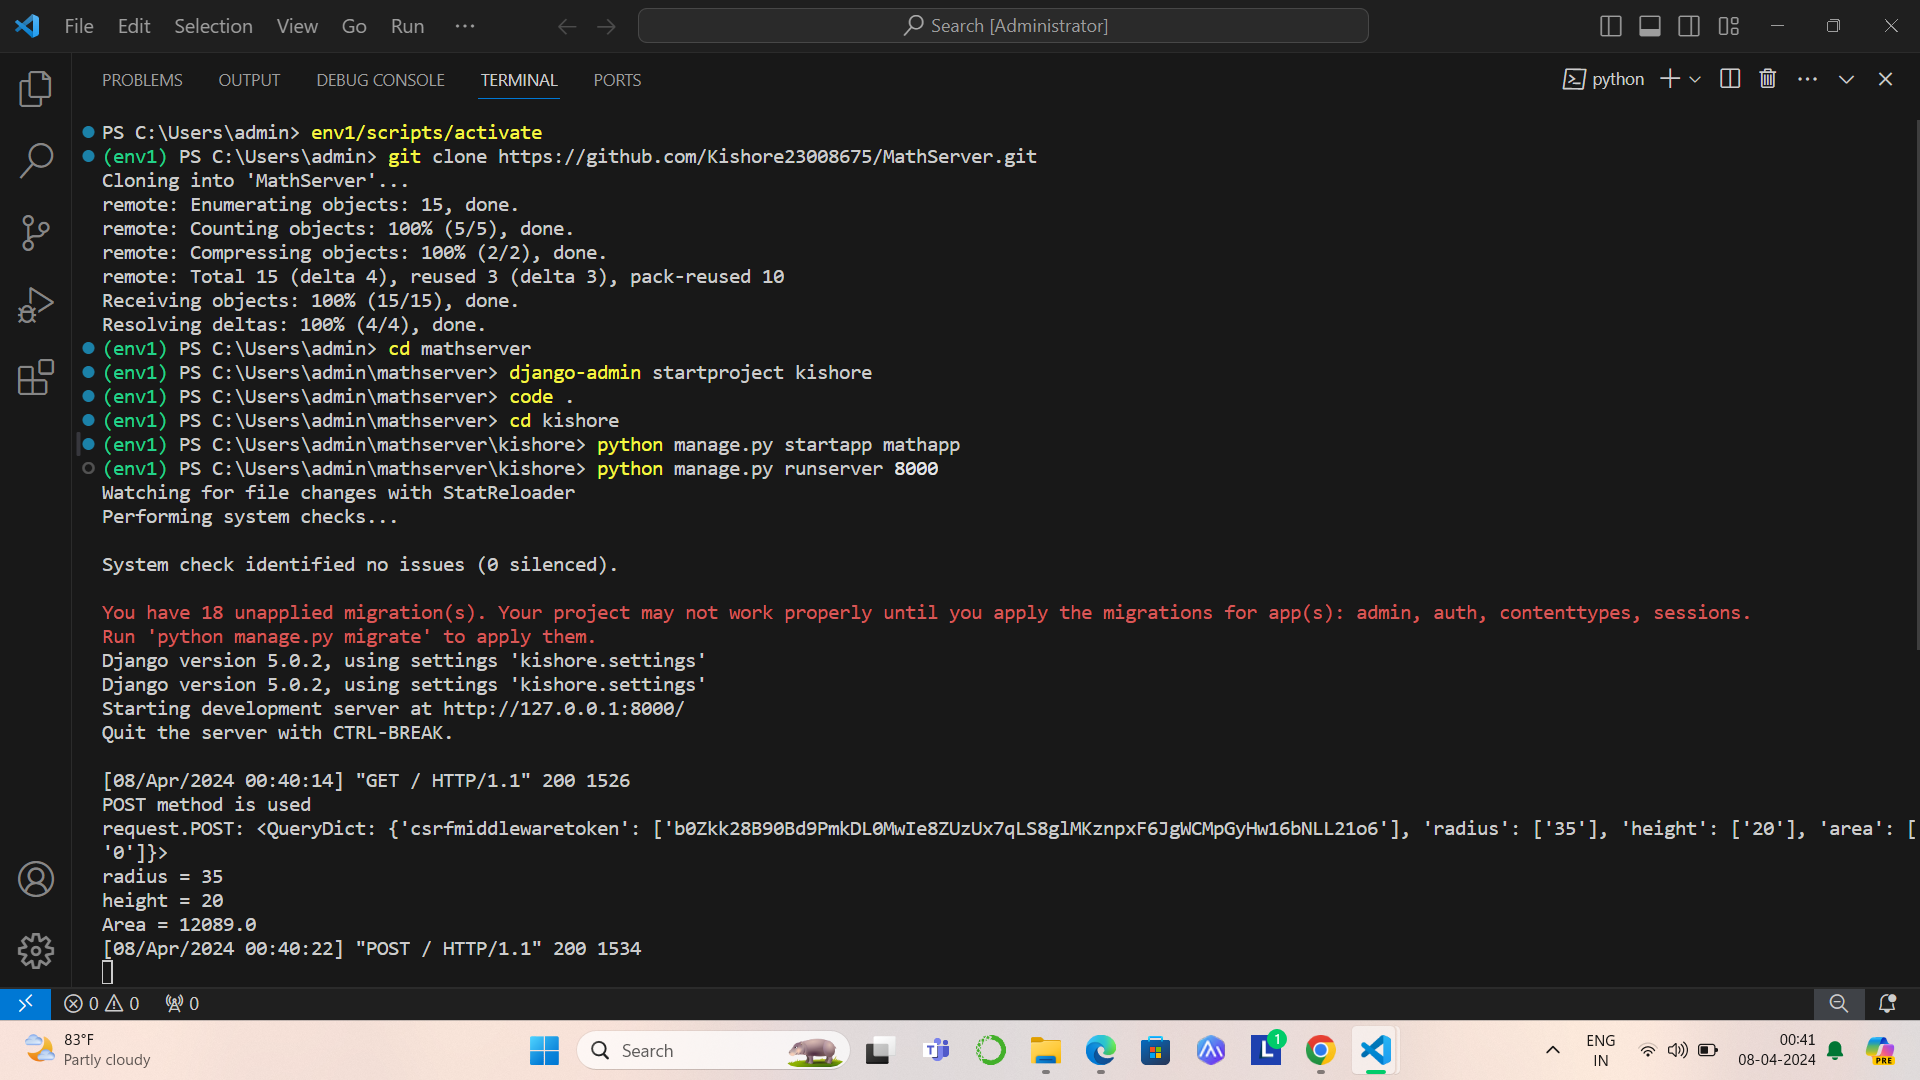 File Edit Selection View Go Run ...
Search [Administrator]
PROBLEMS OUTPUT DEBUG CONSOLE TERMINAL PORTS
python
PS C:\Users\admin> env1/scripts/activate
(env1) PS C:\Users\admin> git clone https://github.com/Kishore23008675/MathServer.git
Cloning into 'MathServer'...
remote: Enumerating objects: 15, done.
remote: Counting objects: 100% (5/5), done.
remote: Compressing objects: 100% (2/2), done.
remote: Total 15 (delta 4), reused 3 (delta 3), pack-reused 10
Receiving objects: 100% (15/15), done.
Resolving deltas: 100% (4/4), done.
(env1) PS C:\Users\admin> cd mathserver
(env1) PS C:\Users\admin\mathserver> django-admin startproject kishore
(env1) PS C:\Users\admin\mathserver> code .
(env1) PS C:\Users\admin\mathserver> cd kishore
(env1) PS C:\Users\admin\mathserver\kishore> python manage.py startapp mathapp
(env1) PS C:\Users\admin\mathserver\kishore> python manage.py runserver 8000
Watching for file changes with StatReloader
Performing system checks...
System check identified no issues (0 silenced).
You have 18 unapplied migration(s). Your project may not work properly until you apply the migrations for app(s): admin, auth, contenttypes, sessions.
Run 'python manage.py migrate' to apply them.
Django version 5.0.2, using settings 'kishore.settings'
Django version 5.0.2, using settings 'kishore.settings'
Starting development server at http://127.0.0.1:8000/
Quit the server with CTRL-BREAK.
[08/Apr/2024 00:40:14] "GET / HTTP/1.1" 200 1526
POST method is used
request.POST: <QueryDict: {'csrfmiddlewaretoken': ['b0Zkk28B90Bd9PmkDL0MwIe8ZUzUx7qLS8glMKznpxF6JgWCMpGyHw16bNLL21o6'], 'radius': ['35'], 'height': ['20'], 'area': [
'0']}>
radius = 35
height = 20
Area = 12089.0
[08/Apr/2024 00:40:22] "POST / HTTP/1.1" 200 1534
0 0 0
83°F
Partly cloudy
Search
1
L
ENG
IN
00:41
08-04-2024
PRE